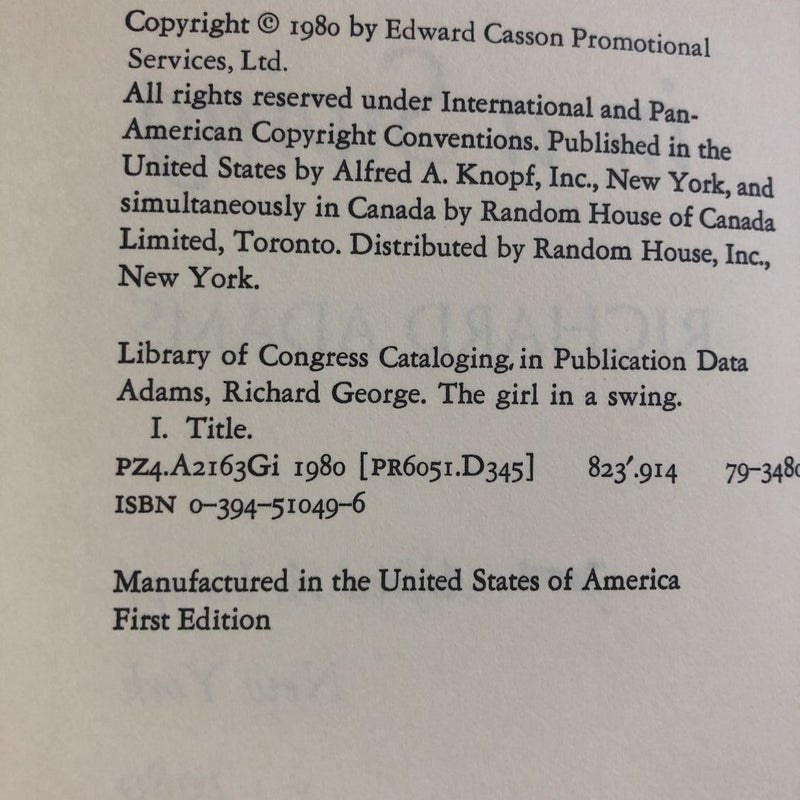 Copyright © 1980 by Edward Casson Promotional
Services, Ltd.
All rights reserved under International and Pan-
American Copyright Conventions. Published in the
United States by Alfred A. Knopf, Inc., New York, and
simultaneously in Canada by Random House of Canada
Limited, Toronto. Distributed by Random House, Inc.,
New York.
Library of Congress Cataloging in Publication Data
Adams, Richard George. The girl in a swing.
I. Title.
PZ4.A2163Gi 1980 [PR6051.D345] 823'.914 79-3480
ISBN 0-394-51049-6
Manufactured in the United States of America
First Edition